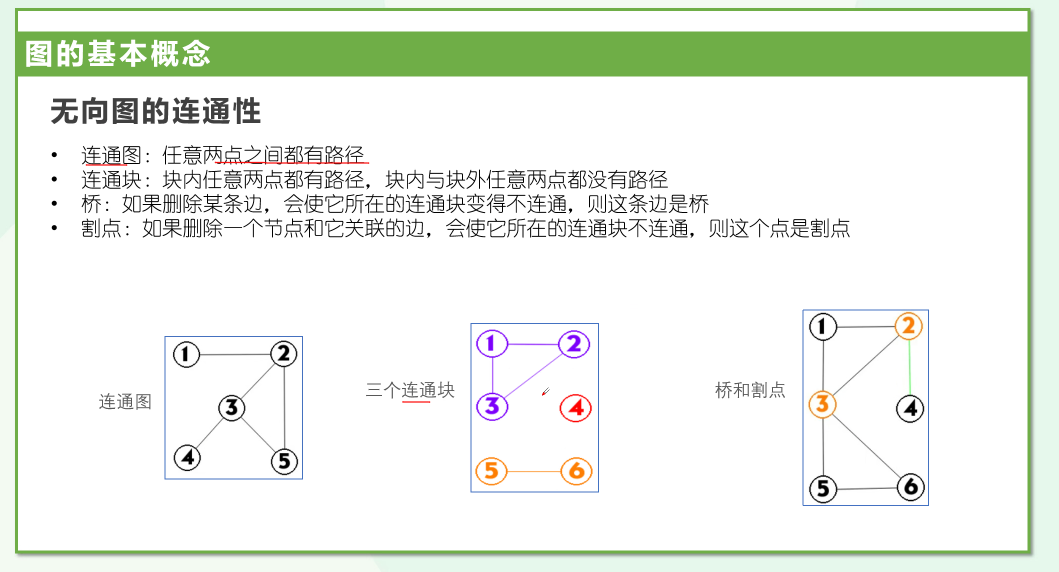 图的基本概念
无向图的连通性
• 连通图：任意两点之间都有路径
• 连通块：块内任意两点都有路径，块内与块外任意两点都没有路径
• 桥：如果删除某条边，会使它所在的连通块变得不连通，则这条边是桥
• 割点：如果删除一个节点和它关联的边，会使它所在的连通块不连通，则这个点是割点
连通图
1 2
3
4 5
三个连通块
1 2
3 4
5 6
桥和割点
1 2
3 4
5 6